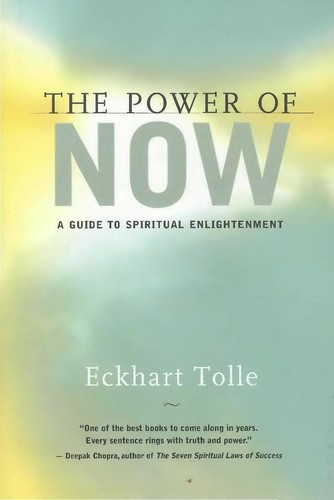 THE POWER OF
NOW
A GUIDE TO SPIRITUAL ENLIGHTENMENT
Eckhart Tolle
"One of the best books to come along in years.
Every sentence rings with truth and power."
— Deepak Chopra, author of The Seven Spiritual Laws of Success